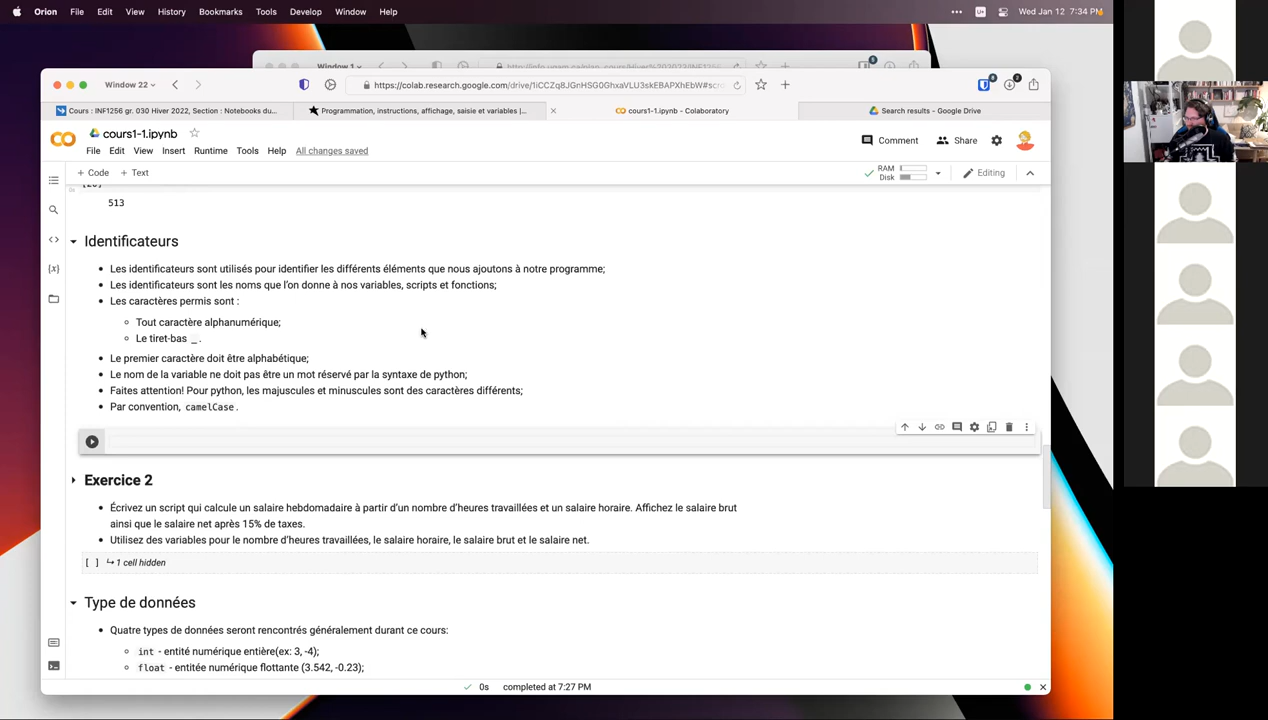 Orion File Edit View History Bookmarks Tools Develop Window Help
Wed Jan 12 7:34 PM
Window 1
Window 22
https://colab.research.google.com/drive/1iCCZq8JGnHSG0GhxaVLU3skEBAPXhEbW#scro
Cours : INF1256 gr. 030 Hiver 2022, Section : Notebooks du...
Programmation, instructions, affichage, saisie et variables |...
cours1-1.ipynb - Colaboratory
Search results - Google Drive
cours1-1.ipynb
Comment
Share
File Edit View Insert Runtime Tools Help All changes saved
+ Code + Text
RAM
Disk
Editing
513
Identificateurs
Les identificateurs sont utilisés pour identifier les différents éléments que nous ajoutons à notre programme;
Les identificateurs sont les noms que l'on donne à nos variables, scripts et fonctions;
Les caractères permis sont :
Tout caractère alphanumérique;
Le tiret-bas _ .
Le premier caractère doit être alphabétique;
Le nom de la variable ne doit pas être un mot réservé par la syntaxe de python;
Faites attention! Pour python, les majuscules et minuscules sont des caractères différents;
Par convention, camelCase .
Exercice 2
Écrivez un script qui calcule un salaire hebdomadaire à partir d'un nombre d'heures travaillées et un salaire horaire. Affichez le salaire brut
ainsi que le salaire net après 15% de taxes.
Utilisez des variables pour le nombre d'heures travaillées, le salaire horaire, le salaire brut et le salaire net.
[ ] ↳ 1 cell hidden
Type de données
Quatre types de données seront rencontrés généralement durant ce cours:
int - entité numérique entière(ex: 3, -4);
float - entitée numérique flottante (3.542, -0.23);
0s completed at 7:27 PM